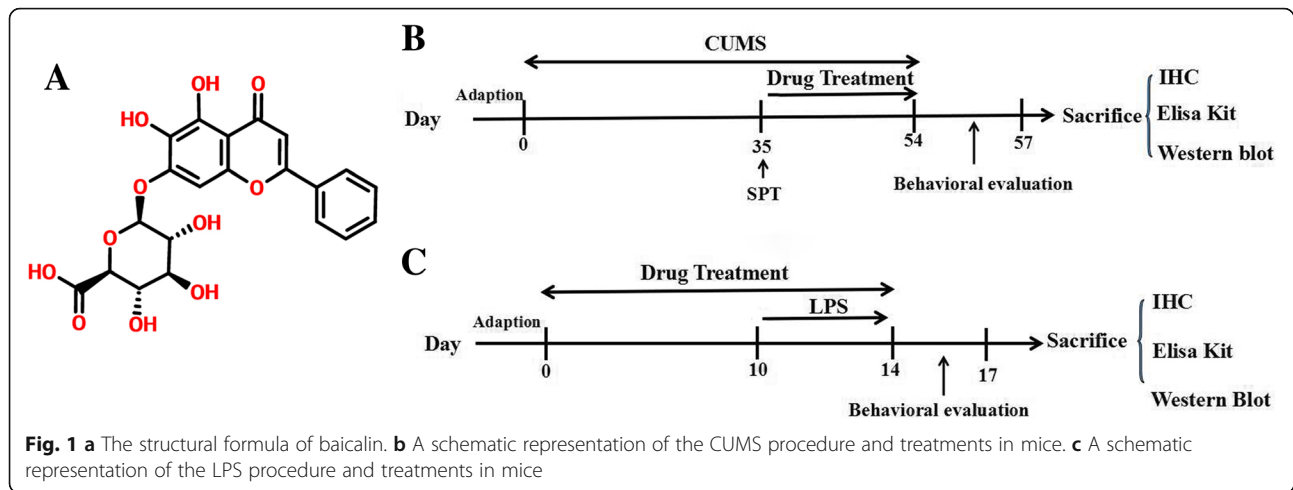 A
OH
O
HO
O
O
O
OH
HO
OH
O
OH
B
CUMS
Drug Treatment
Adaption
Day
0
35
54
57
SPT
Behavioral evaluation
Sacrifice
IHC
Elisa Kit
Western blot
C
Drug Treatment
LPS
Adaption
Day
0
10
14
17
Behavioral evaluation
Sacrifice
IHC
Elisa Kit
Western Blot
Fig. 1 a The structural formula of baicalin. b A schematic representation of the CUMS procedure and treatments in mice. c A schematic
representation of the LPS procedure and treatments in mice